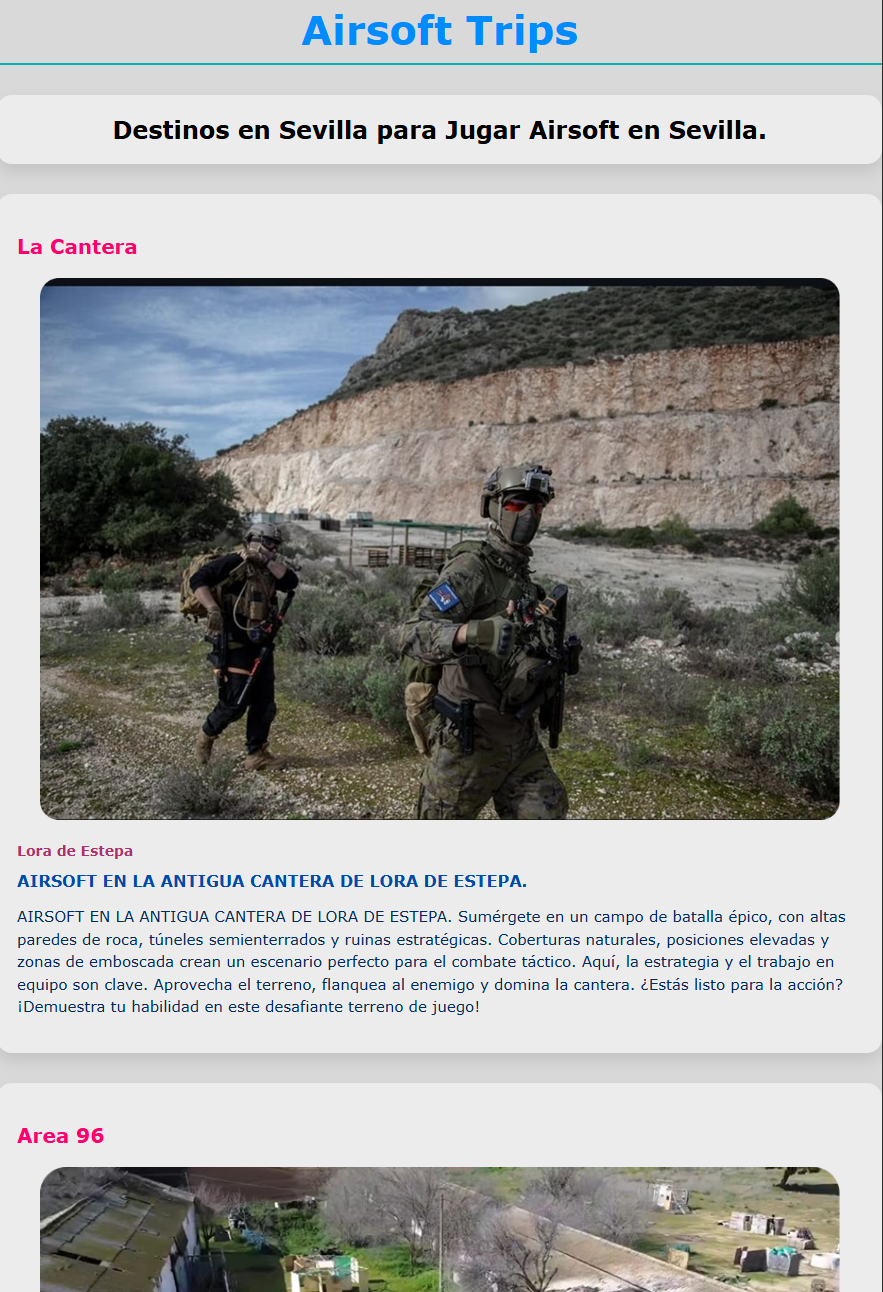 Airsoft Trips
Destinos en Sevilla para Jugar Airsoft en Sevilla.
La Cantera
Lora de Estepa
AIRSOFT EN LA ANTIGUA CANTERA DE LORA DE ESTEPA.
AIRSOFT EN LA ANTIGUA CANTERA DE LORA DE ESTEPA. Sumérgete en un campo de batalla épico, con altas
paredes de roca, túneles semienterrados y ruinas estratégicas. Coberturas naturales, posiciones elevadas y
zonas de emboscada crean un escenario perfecto para el combate táctico. Aquí, la estrategia y el trabajo en
equipo son clave. Aprovecha el terreno, flanquea al enemigo y domina la cantera. ¿Estás listo para la acción?
¡Demuestra tu habilidad en este desafiante terreno de juego!
Area 96